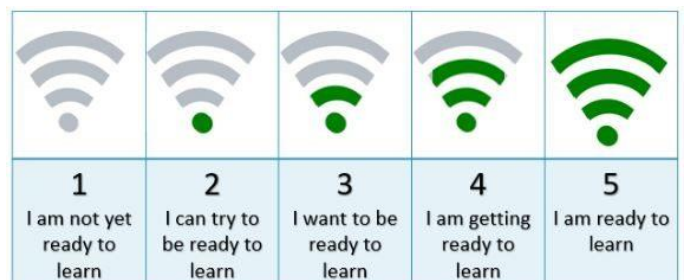 1
I am not yet
ready to
learn
2
I can try to
be ready to
learn
3
I want to be
ready to
learn
4
I am getting
ready to
learn
5
I am ready to
learn